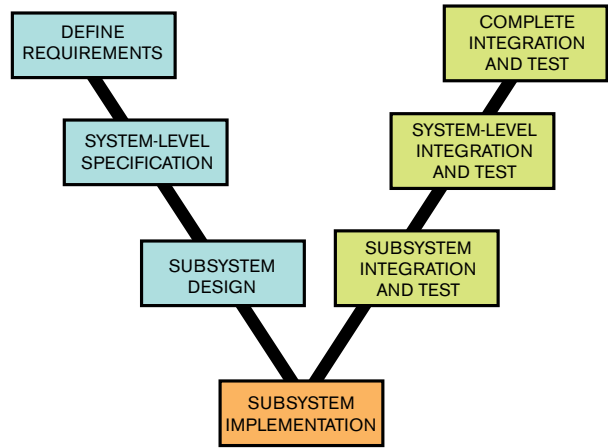 DEFINE
REQUIREMENTS
SYSTEM-LEVEL
SPECIFICATION
SUBSYSTEM
DESIGN
SUBSYSTEM
IMPLEMENTATION
SUBSYSTEM
INTEGRATION
AND TEST
SYSTEM-LEVEL
INTEGRATION
AND TEST
COMPLETE
INTEGRATION
AND TEST